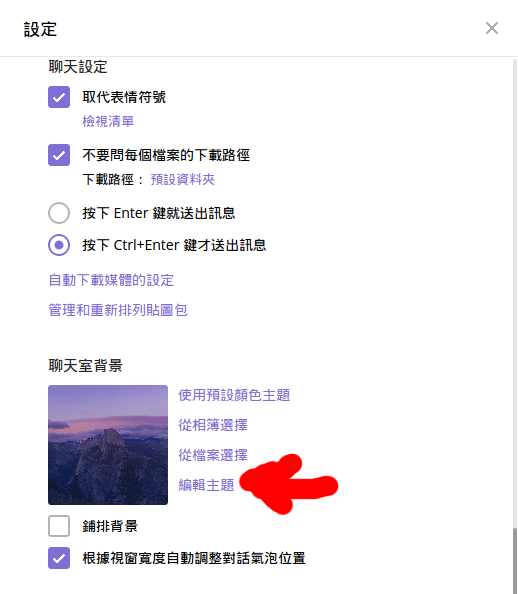 設定
聊天設定
取代表情符號
檢視清單
不要問每個檔案的下載路徑
下載路徑： 預設資料夾
按下 Enter 鍵就送出訊息
按下 Ctrl+Enter 鍵才送出訊息
自動下載媒體的設定
管理和重新排列貼圖包
聊天室背景
使用預設顏色主題
從相簿選擇
從檔案選擇
編輯主題
鋪排背景
根據視窗寬度自動調整對話氣泡位置